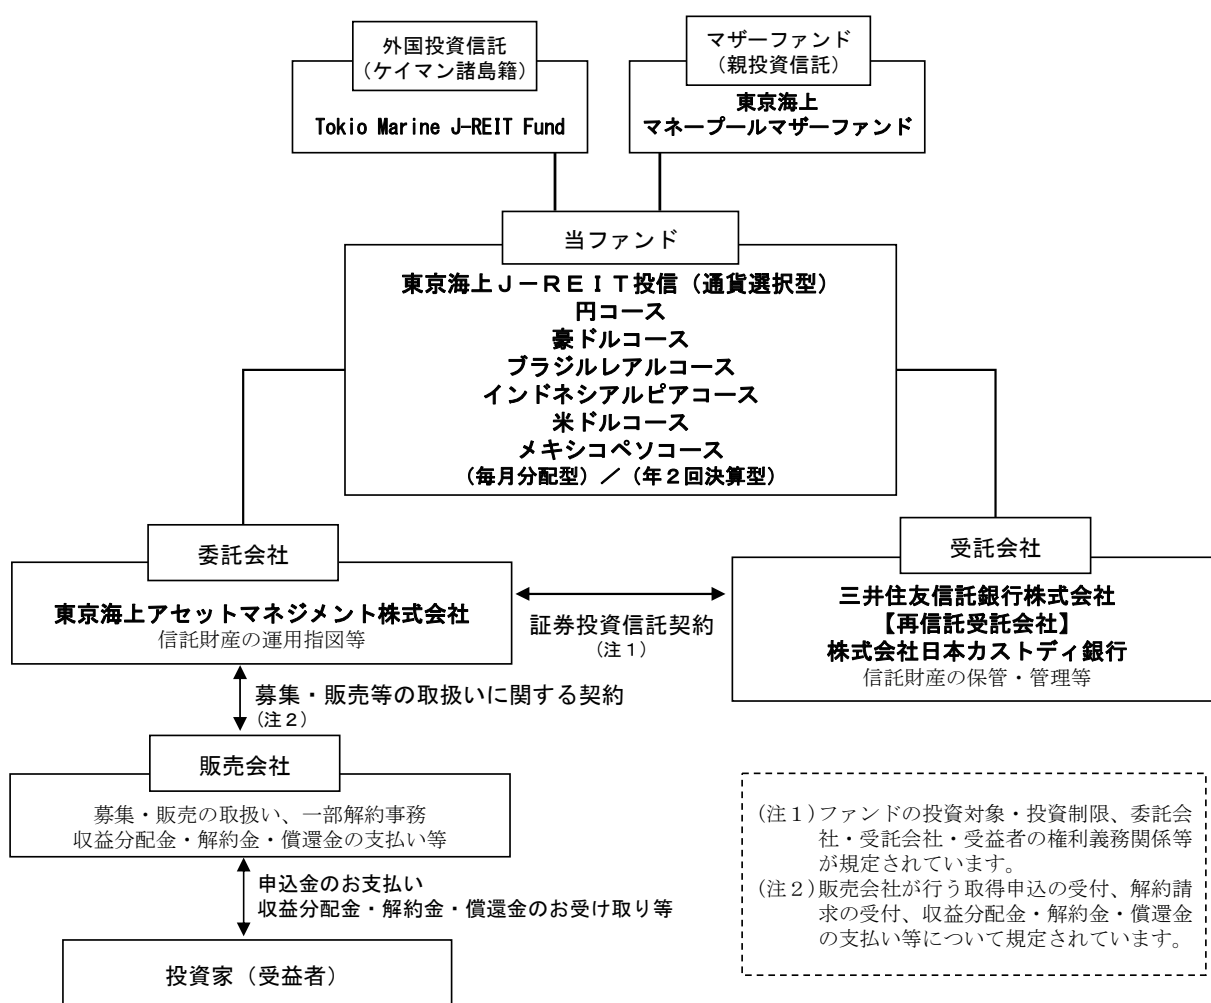 外国投資信託
(ケイマン諸島籍)
Tokio Marine J-REIT Fund
マザーファンド
(親投資信託)
東京海上
マネープールマザーファンド
当ファンド
東京海上J-REIT投信(通貨選択型)
円コース
豪ドルコース
ブラジルレアルコース
インドネシアルピアコース
米ドルコース
メキシコペソコース
(毎月分配型)/(年2回決算型)
委託会社
東京海上アセットマネジメント株式会社
信託財産の運用指図等
証券投資信託契約
(注1)
受託会社
三井住友信託銀行株式会社
【再信託受託会社】
株式会社日本カストディ銀行
信託財産の保管・管理等
募集・販売等の取扱いに関する契約
(注2)
販売会社
募集・販売の取扱い、一部解約事務
収益分配金・解約金・償還金の支払い等
申込金のお支払い
収益分配金・解約金・償還金のお受け取り等
投資家(受益者)
(注1)ファンドの投資対象・投資制限、委託会
社・受託会社・受益者の権利義務関係等
が規定されています。
(注2)販売会社が行う取得申込の受付、解約請
求の受付、収益分配金・解約金・償還金
の支払い等について規定されています。